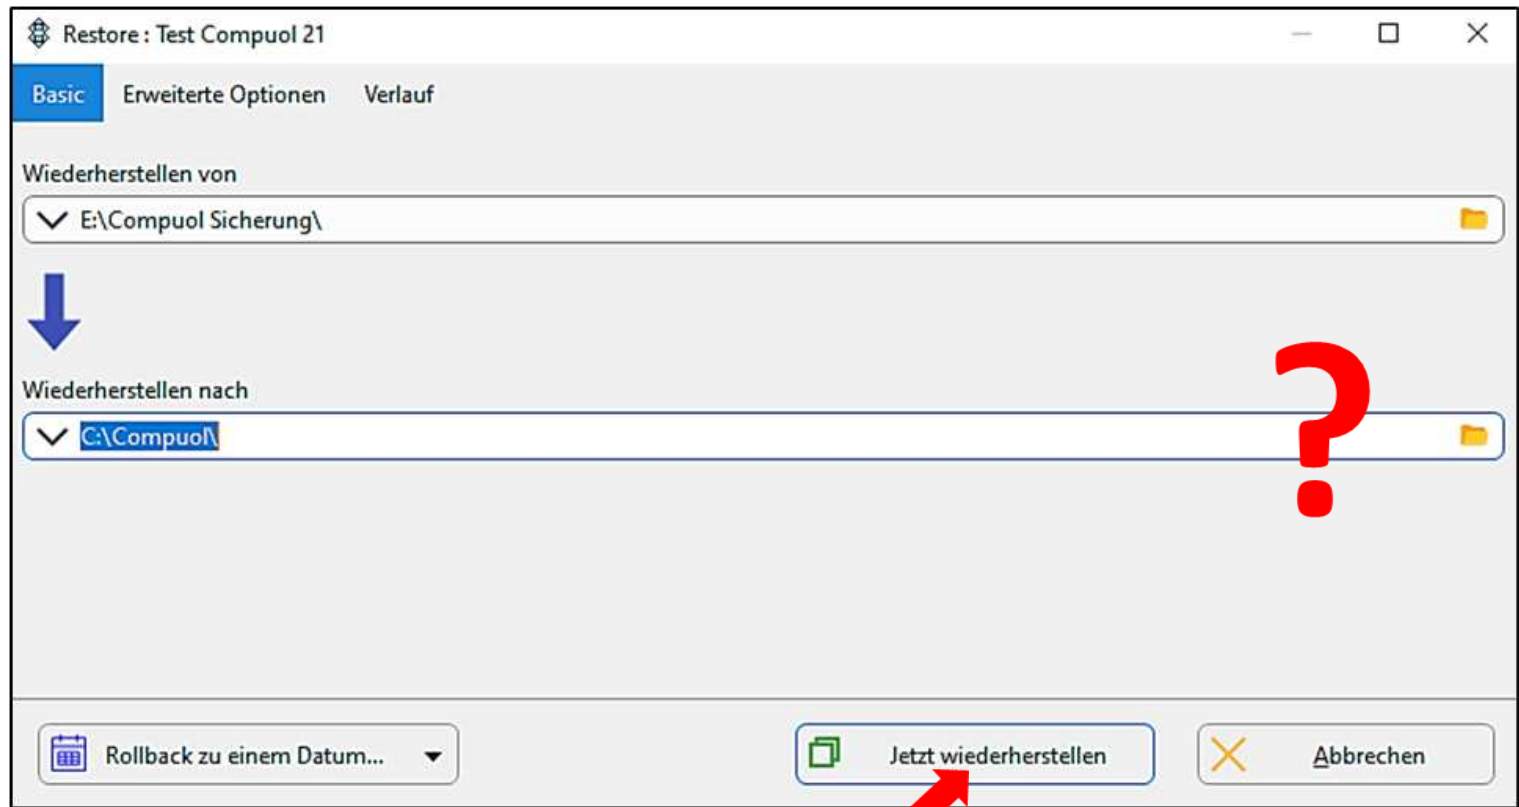 Restore : Test Compuol 21
Basic Erweiterte Optionen Verlauf
Wiederherstellen von
E:\Compuol Sicherung\
Wiederherstellen nach
C:\Compuol\
?
Rollback zu einem Datum... Jetzt wiederherstellen Abbrechen